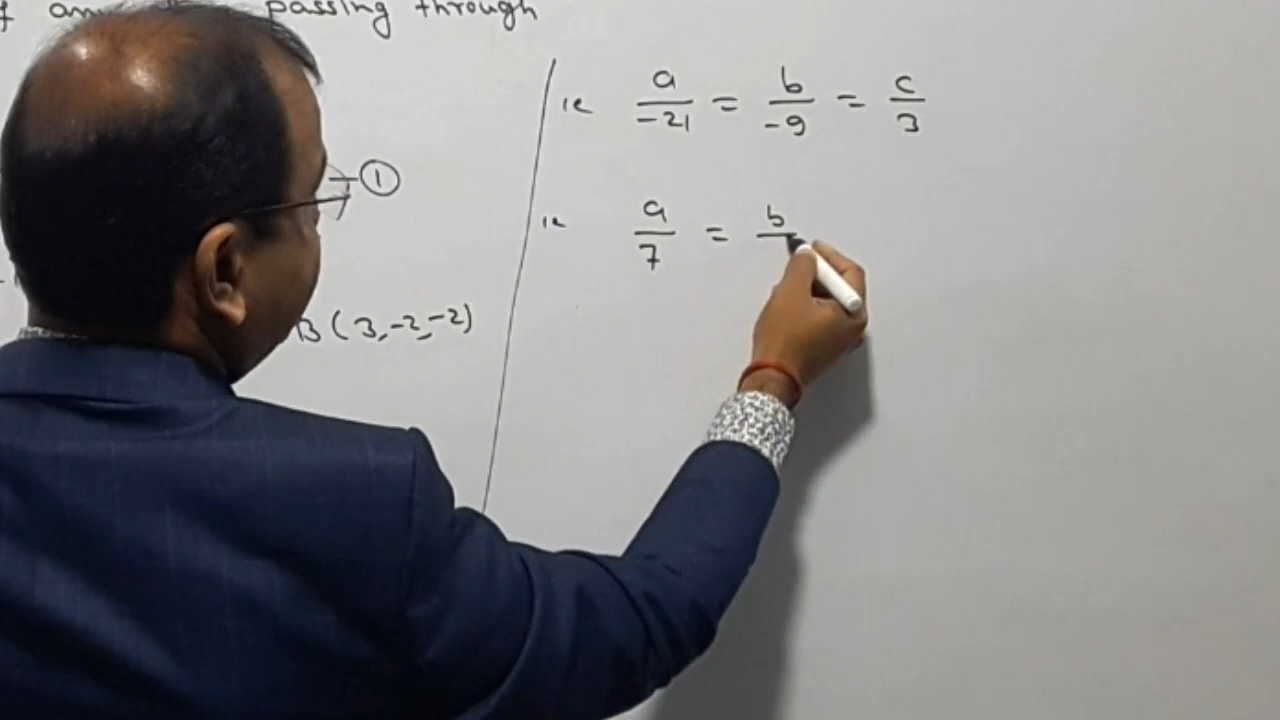 passing through
①
B (3, -2, -2)
ie a/-21 = b/-9 = c/3
ie a/7 = b/